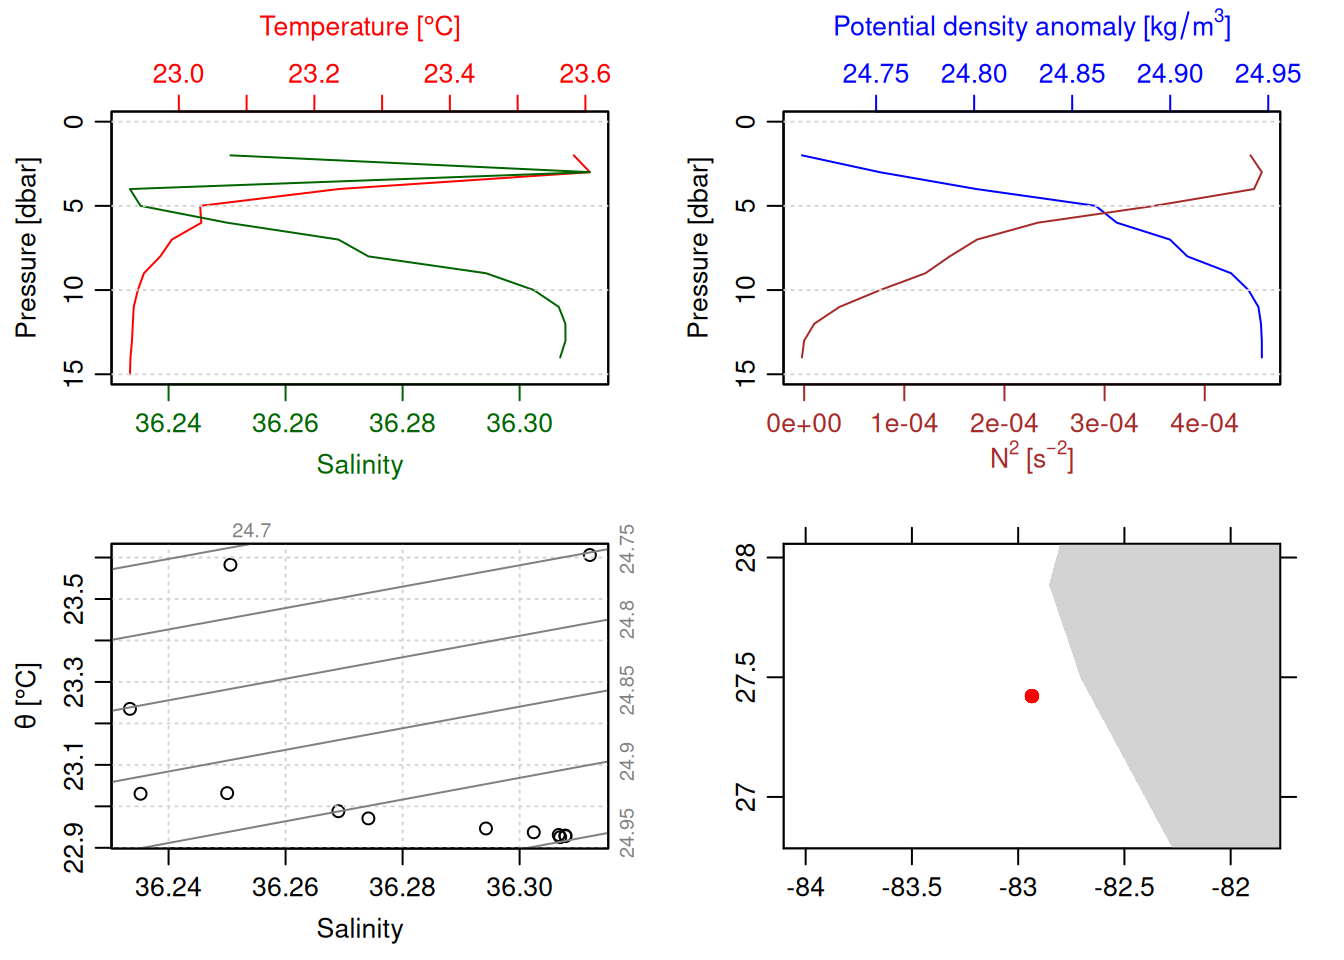 Temperature [°C]
23.0 23.2 23.4 23.6
Pressure [dbar]
0
5
10
15
36.24 36.26 36.28 36.30
Salinity
Potential density anomaly [kg/m³]
24.75 24.80 24.85 24.90 24.95
Pressure [dbar]
0
5
10
15
0e+00 1e-04 2e-04 3e-04 4e-04
N² [s⁻²]
24.7
24.75
24.8
24.85
24.9
24.95
θ [°C]
23.5
23.3
23.1
22.9
36.24 36.26 36.28 36.30
Salinity
28
27.5
27
-84 -83.5 -83 -82.5 -82